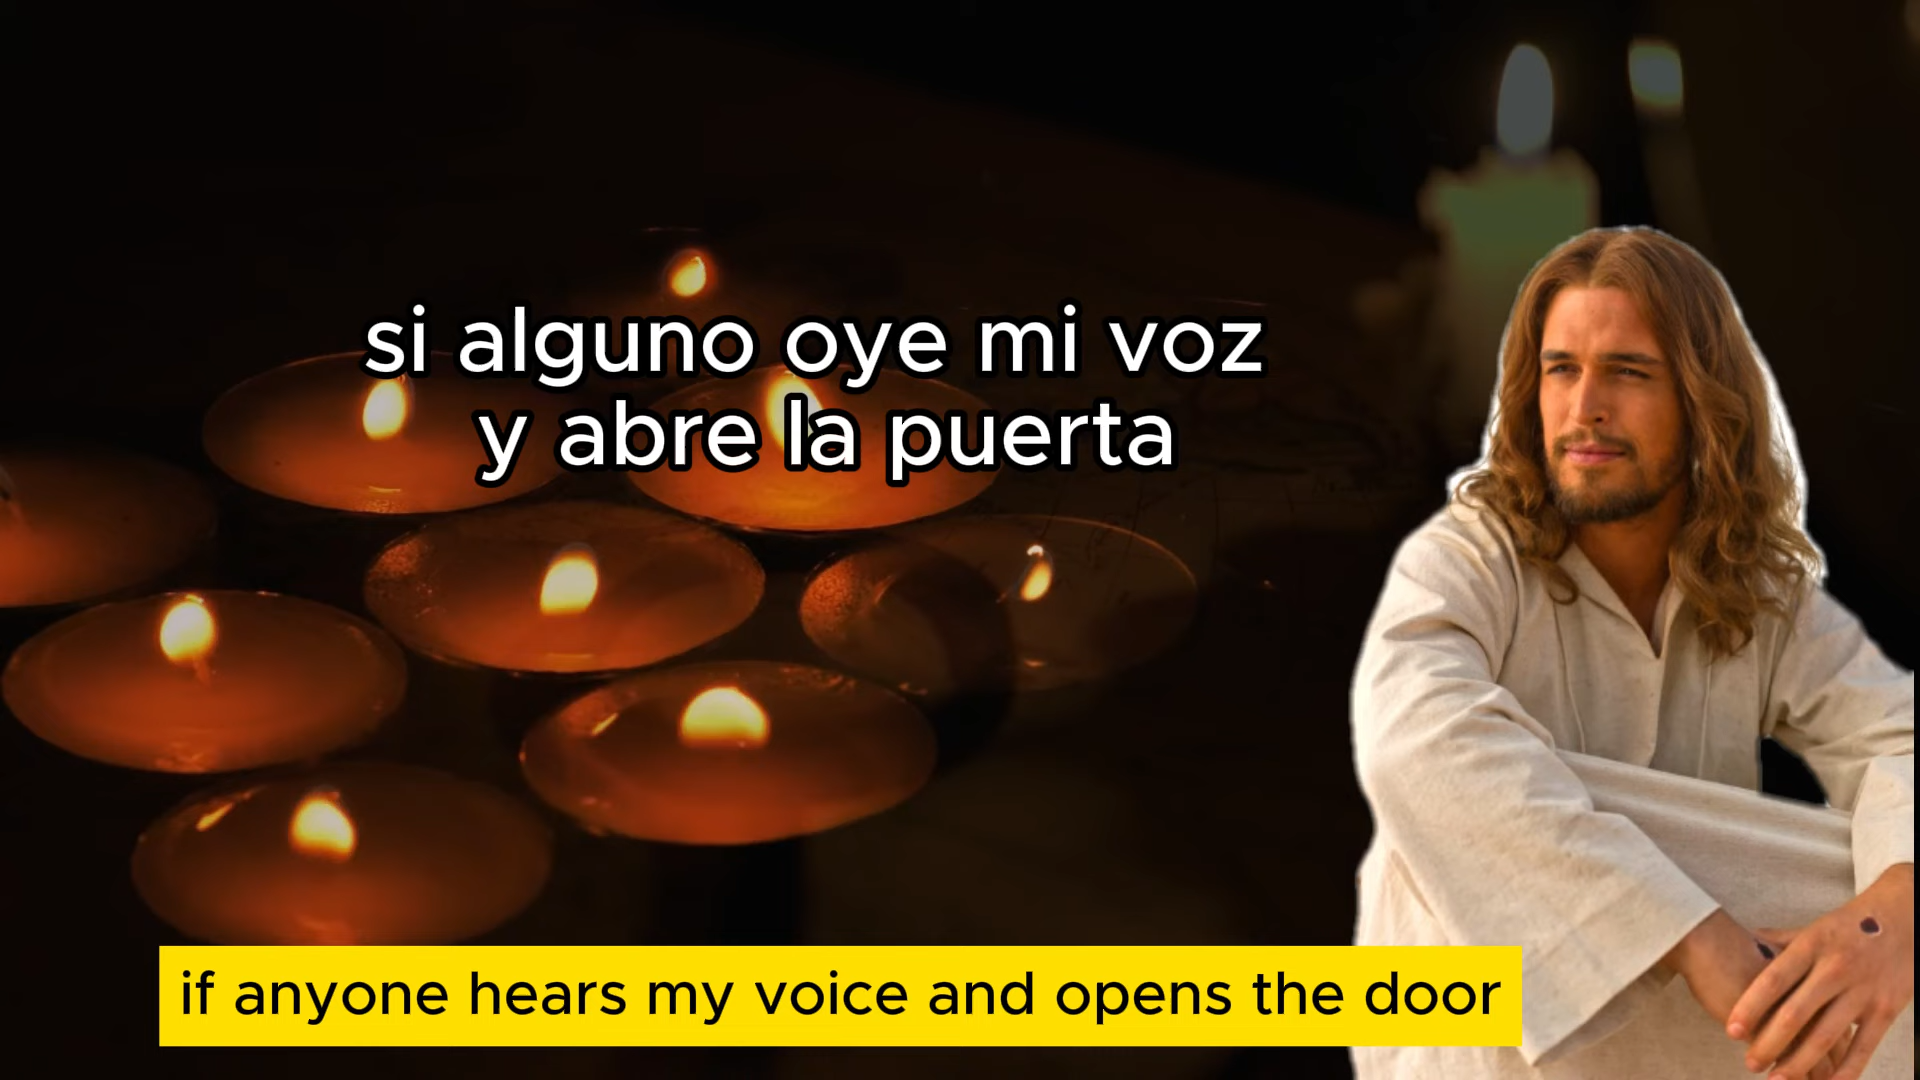 si alguno oye mi voz
y abre la puerta
if anyone hears my voice and opens the door